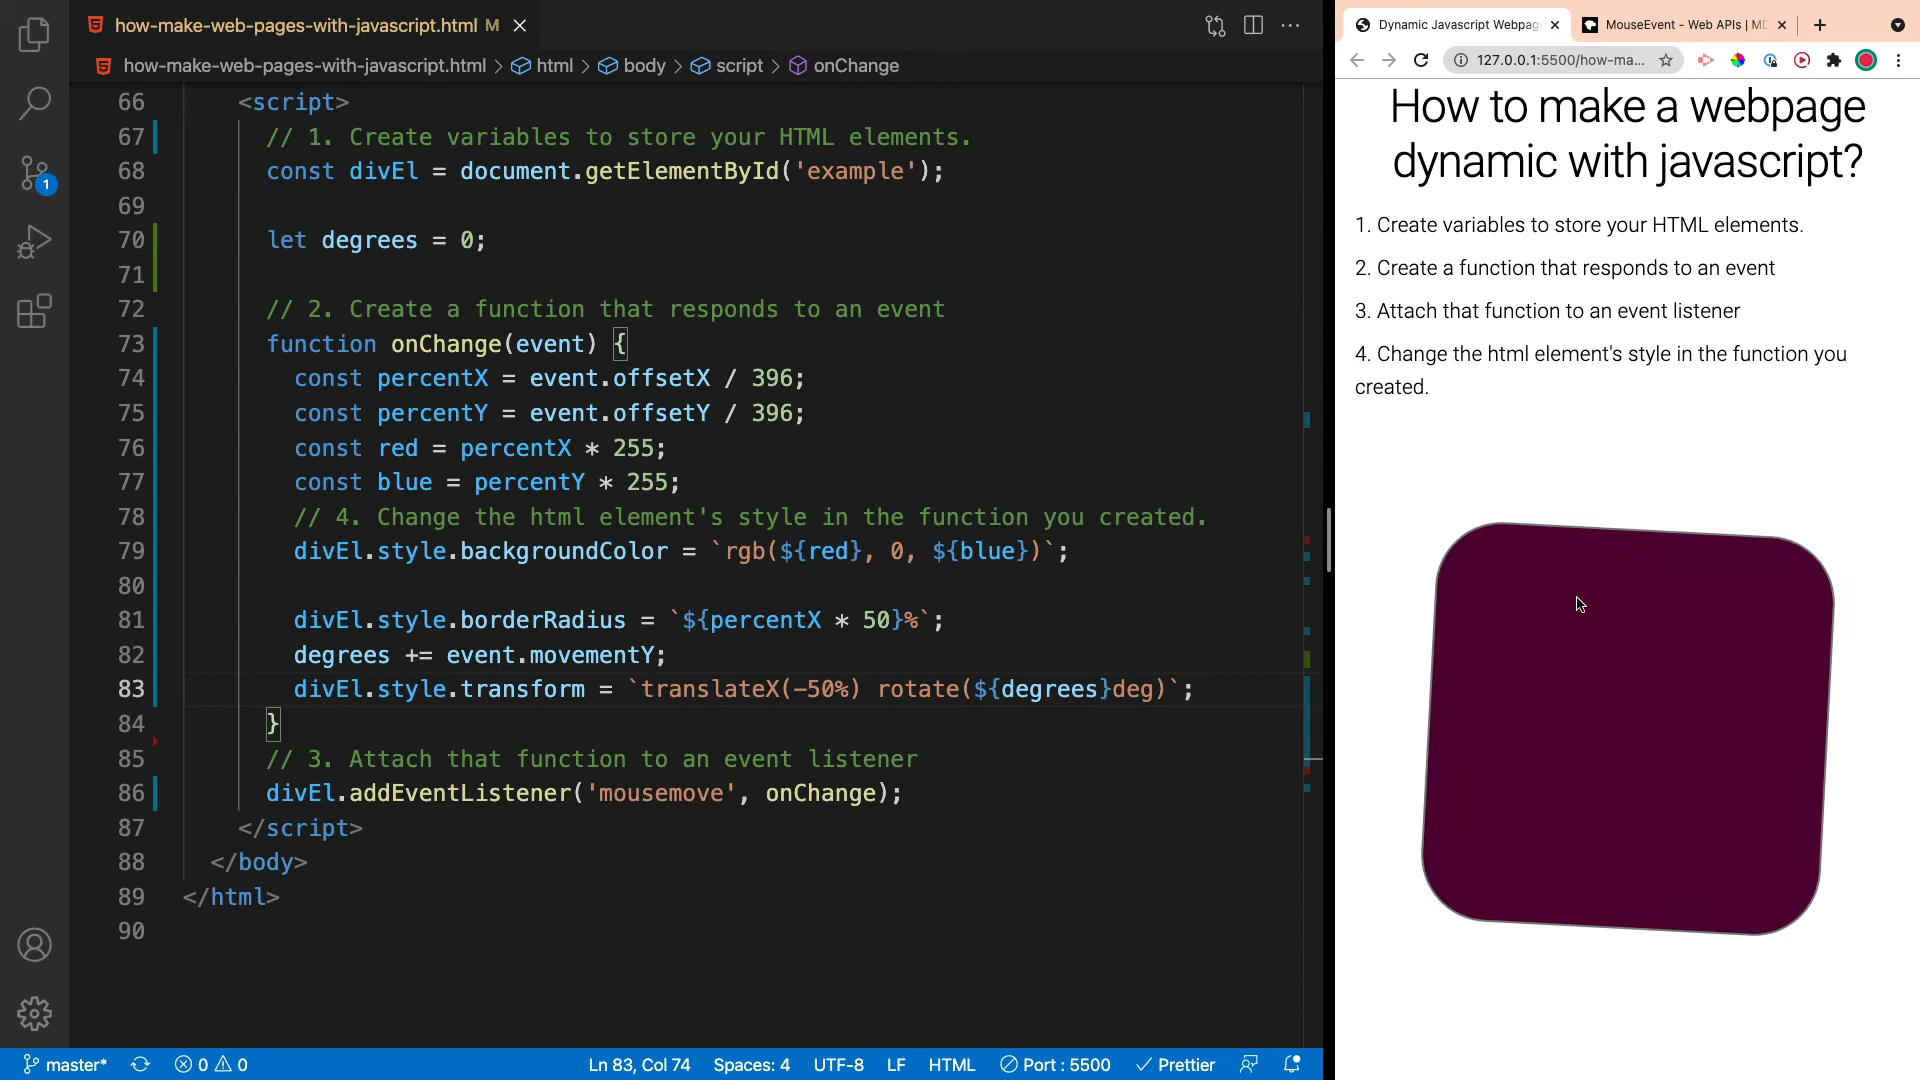 how-make-web-pages-with-javascript.html M
how-make-web-pages-with-javascript.html > html > body > script > onChange
66 <script>
67 // 1. Create variables to store your HTML elements.
68 const divEl = document.getElementById('example');
69
70 let degrees = 0;
71
72 // 2. Create a function that responds to an event
73 function onChange(event) {
74 const percentX = event.offsetX / 396;
75 const percentY = event.offsetY / 396;
76 const red = percentX * 255;
77 const blue = percentY * 255;
78 // 4. Change the html element's style in the function you created.
79 divEl.style.backgroundColor = `rgb(${red}, 0, ${blue})`;
80
81 divEl.style.borderRadius = `${percentX * 50}%`;
82 degrees += event.movementY;
83 divEl.style.transform = `translateX(-50%) rotate(${degrees}deg)`;
84 }
85 // 3. Attach that function to an event listener
86 divEl.addEventListener('mousemove', onChange);
87 </script>
88 </body>
89 </html>
90
1
master* 0 0 Ln 83, Col 74 Spaces: 4 UTF-8 LF HTML Port : 5500 Prettier
Dynamic Javascript Webpag MouseEvent - Web APIs | MD
127.0.0.1:5500/how-ma...
How to make a webpage
dynamic with javascript?
1. Create variables to store your HTML elements.
2. Create a function that responds to an event
3. Attach that function to an event listener
4. Change the html element's style in the function you
created.